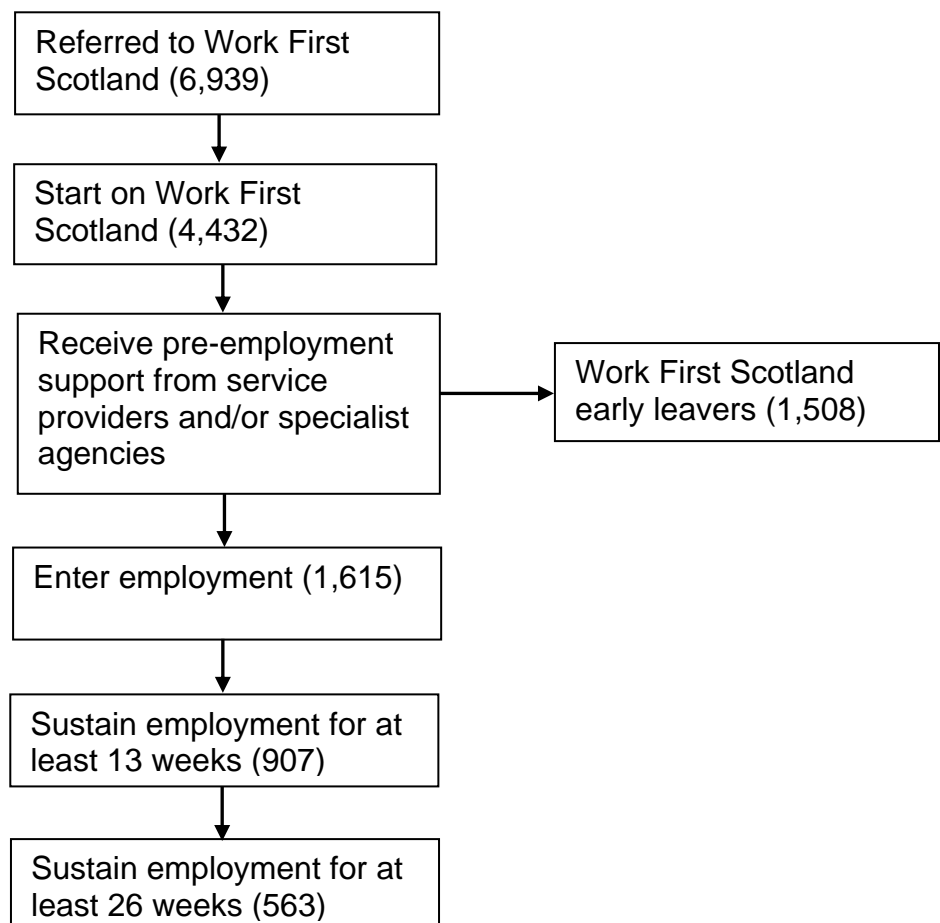 Referred to Work First
Scotland (6,939)
Start on Work First
Scotland (4,432)
Receive pre-employment
support from service
providers and/or specialist
agencies
Work First Scotland
early leavers (1,508)
Enter employment (1,615)
Sustain employment for at
least 13 weeks (907)
Sustain employment for at
least 26 weeks (563)